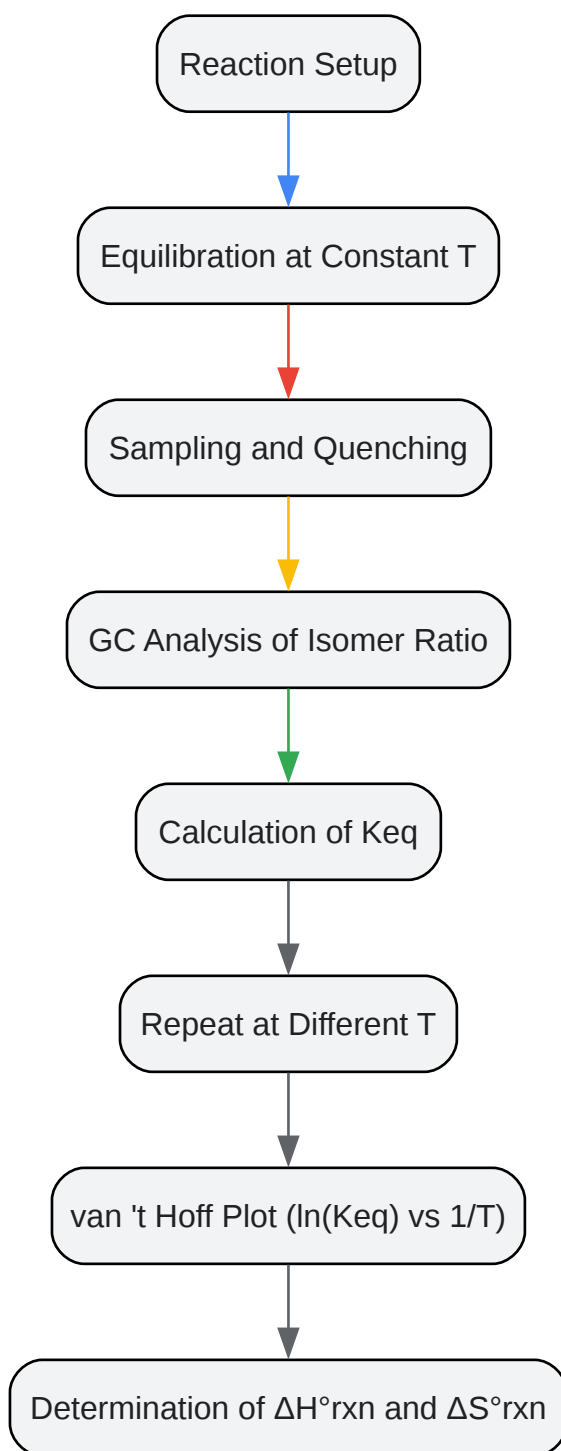 Reaction Setup
Equilibration at Constant T
Sampling and Quenching
GC Analysis of Isomer Ratio
Calculation of Keq
Repeat at Different T
van 't Hoff Plot (ln(Keq) vs 1/T)
Determination of ΔH°rxn and ΔS°rxn